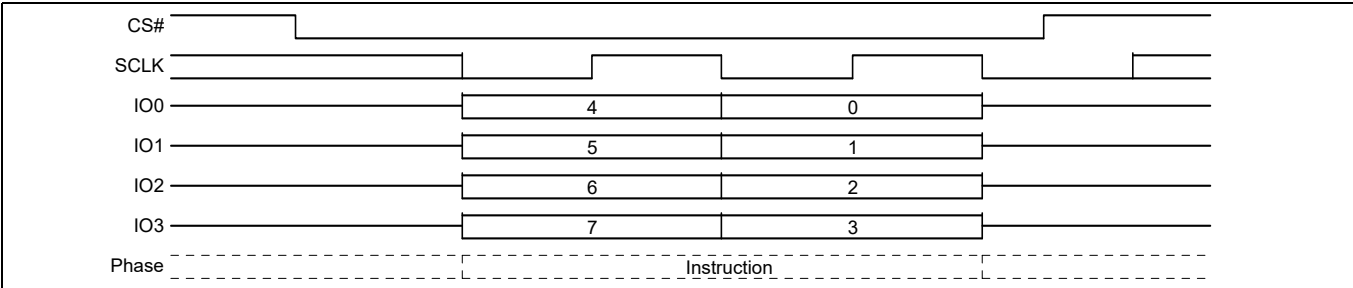 CS#
SCLK
IO0 4 0
IO1 5 1
IO2 6 2
IO3 7 3
Phase Instruction